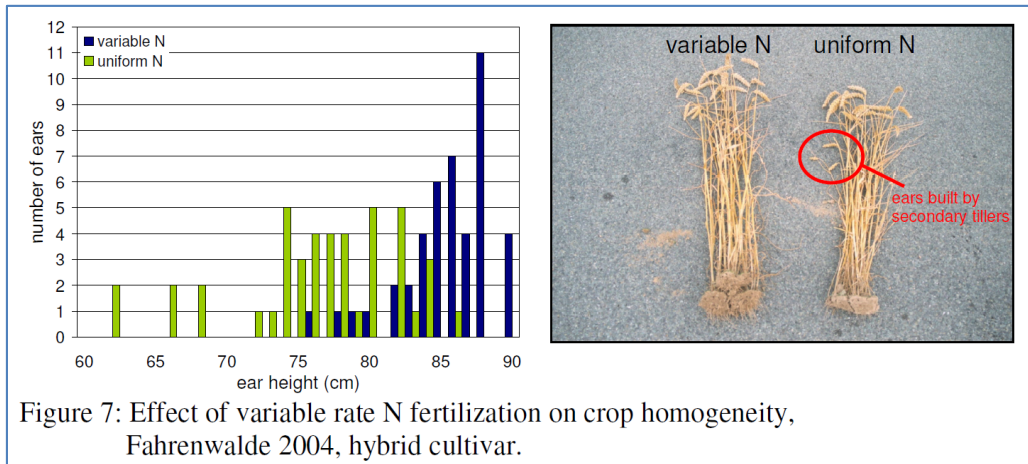 12
11
10
9
8
7
6
5
4
3
2
1
0
number of ears
variable N
uniform N
60 65 70 75 80 85 90
ear height (cm)
variable N uniform N
ears built by
secondary tillers
Figure 7: Effect of variable rate N fertilization on crop homogeneity,
Fahrenwalde 2004, hybrid cultivar.